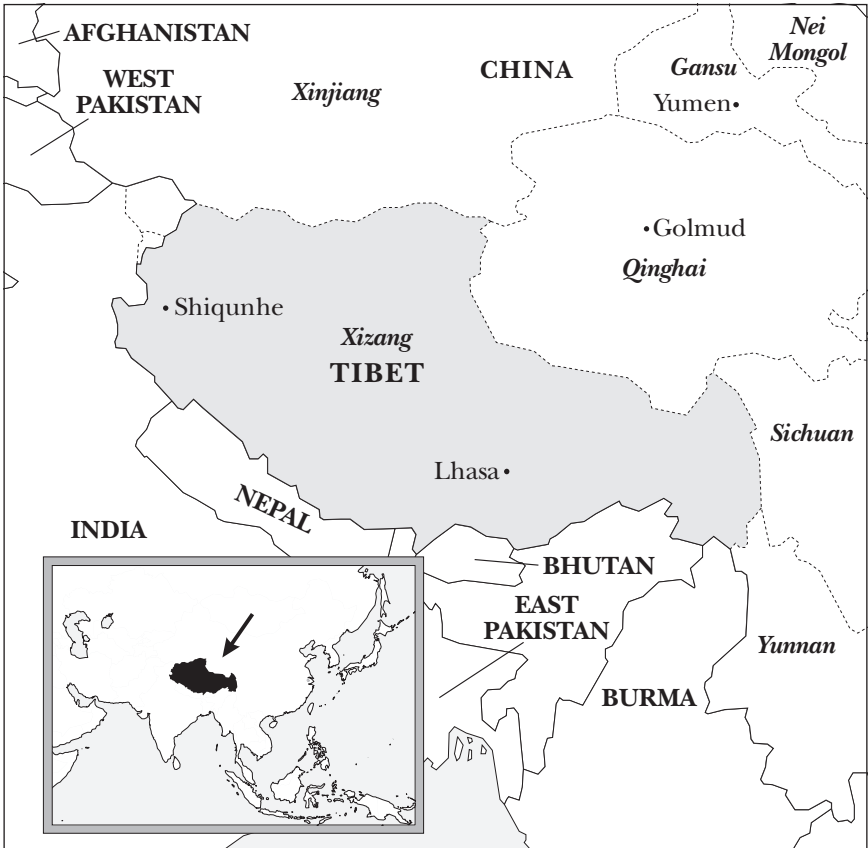 AFGHANISTAN
WEST
PAKISTAN
Xinjiang
CHINA
Gansu
Yumen
Nei
Mongol
Golmud
Qinghai
Shiqunhe
Xizang
TIBET
Sichuan
Lhasa
NEPAL
INDIA
BHUTAN
EAST
PAKISTAN
Yunnan
BURMA